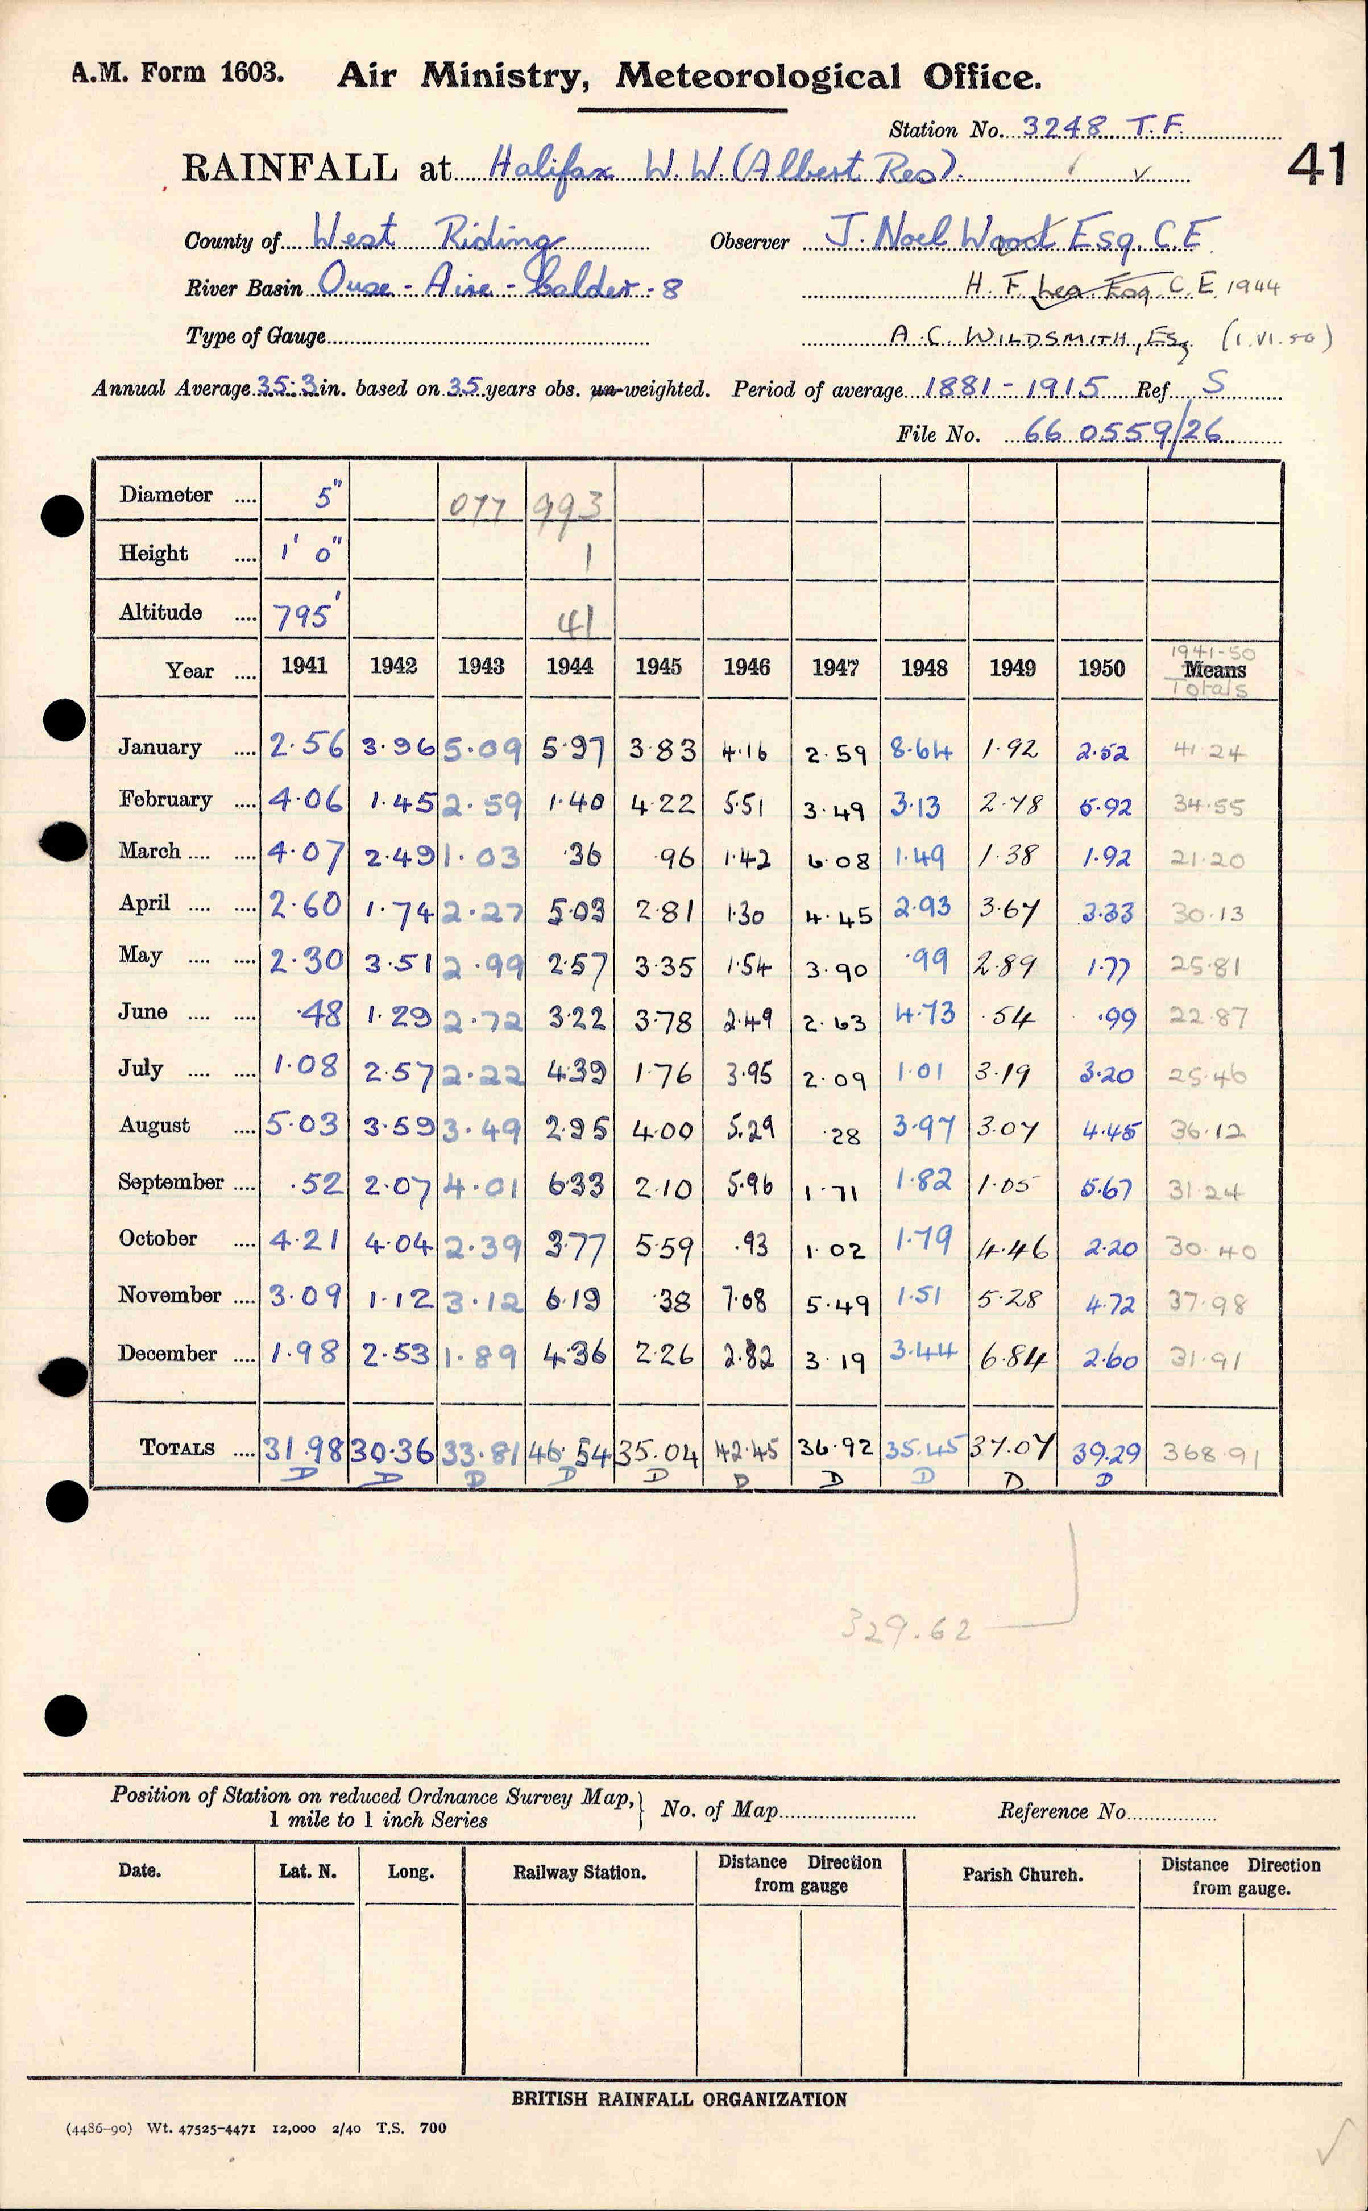 A.M. Form 1603. Air Ministry, Meteorological Office.
Station No. 3248 T.F.
41
RAINFALL at Halifax W.W. (Albert Res).
County of West Riding Observer J. Noel Wood Esq. C.E.
River Basin Ouse - Aire - Calder - 8 H. F. Lea Esq. C.E. 1944
Type of Gauge A.C. WILDSMITH, Esq (1.VI.50)
Annual Average 35.3 in. based on 35 years obs. un-weighted. Period of average 1881 - 1915 Ref S
File No. 66 0559/26
Diameter .... 5" 077 993
Height .... 1' 0" 1
Altitude .... 795' 41
Year .... 1941 1942 1943 1944 1945 1946 1947 1948 1949 1950 1941-50 Means Totals
January .... 2.56 3.96 5.09 5.97 3.83 4.16 2.59 8.64 1.92 2.52 41.24
February .... 4.06 1.45 2.59 1.40 4.22 5.51 3.49 3.13 2.78 5.92 34.55
March .... .... 4.07 2.49 1.03 .36 .96 1.42 6.08 1.49 1.38 1.92 21.20
April .... .... 2.60 1.74 2.27 5.03 2.81 1.30 4.45 2.93 3.67 3.33 30.13
May .... .... 2.30 3.51 2.99 2.57 3.35 1.54 3.90 .99 2.89 1.77 25.81
June .... .... .48 1.29 2.72 3.22 3.78 2.49 2.63 4.73 .54 .99 22.87
July .... .... 1.08 2.57 2.22 4.39 1.76 3.95 2.09 1.01 3.19 3.20 25.46
August .... 5.03 3.59 3.49 2.95 4.00 5.29 .28 3.97 3.07 4.45 36.12
September .... .52 2.07 4.01 6.33 2.10 5.96 1.71 1.82 1.05 5.67 31.24
October .... 4.21 4.04 2.39 3.77 5.59 .93 1.02 1.79 4.46 2.20 30.40
November .... 3.09 1.12 3.12 6.19 .38 7.08 5.49 1.51 5.28 4.72 37.98
December .... 1.98 2.53 1.89 4.36 2.26 2.82 3.19 3.44 6.84 2.60 31.91
TOTALS .... 31.98 30.36 33.81 46.54 35.04 42.45 36.92 35.45 37.07 39.29 368.91
D D D D D D D D D D
329.62
Position of Station on reduced Ordnance Survey Map, 1 mile to 1 inch Series } No. of Map Reference No.
Date. Lat. N. Long. Railway Station. Distance Direction from gauge Parish Church. Distance Direction from gauge.
BRITISH RAINFALL ORGANIZATION
(4486-90) Wt. 47525-4471 12,000 2/40 T.S. 700